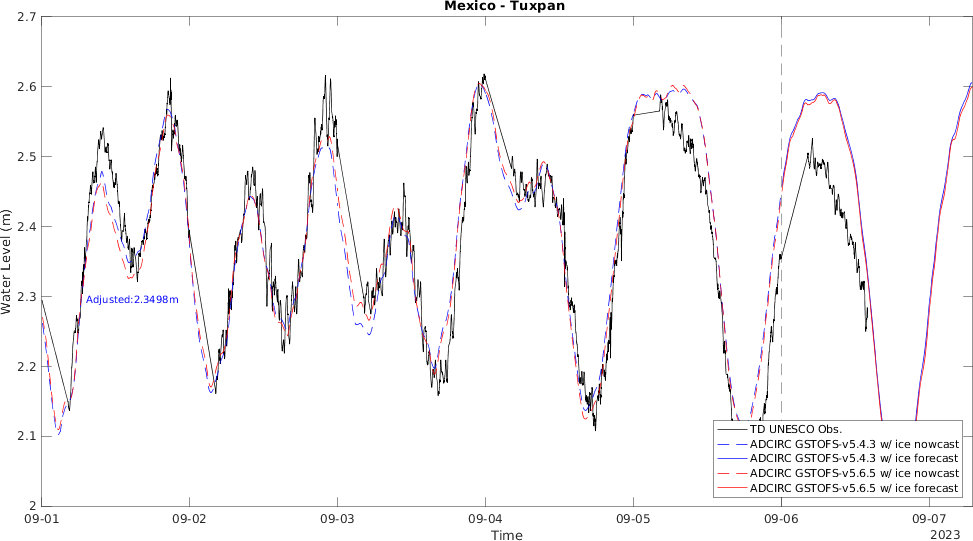 Mexico - Tuxpan
2.7
2.6
2.5
2.4
2.3
2.2
2.1
2
Water Level (m)
Adjusted:2.3498m
TD UNESCO Obs.
ADCIRC GSTOFS-v5.4.3 w/ ice nowcast
ADCIRC GSTOFS-v5.4.3 w/ ice forecast
ADCIRC GSTOFS-v5.6.5 w/ ice nowcast
ADCIRC GSTOFS-v5.6.5 w/ ice forecast
09-01 09-02 09-03 09-04 09-05 09-06 09-07
Time
2023